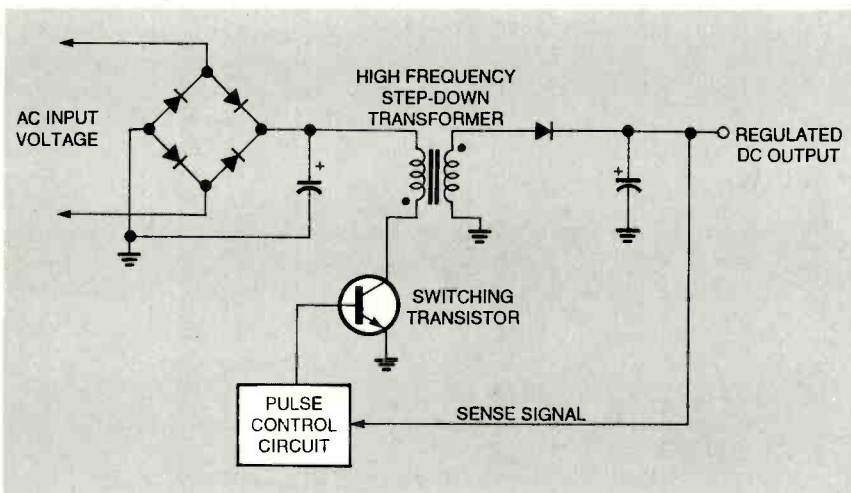 AC INPUT
VOLTAGE
HIGH FREQUENCY
STEP-DOWN
TRANSFORMER
+
+
REGULATED
DC OUTPUT
SWITCHING
TRANSISTOR
PULSE
CONTROL
CIRCUIT
SENSE SIGNAL